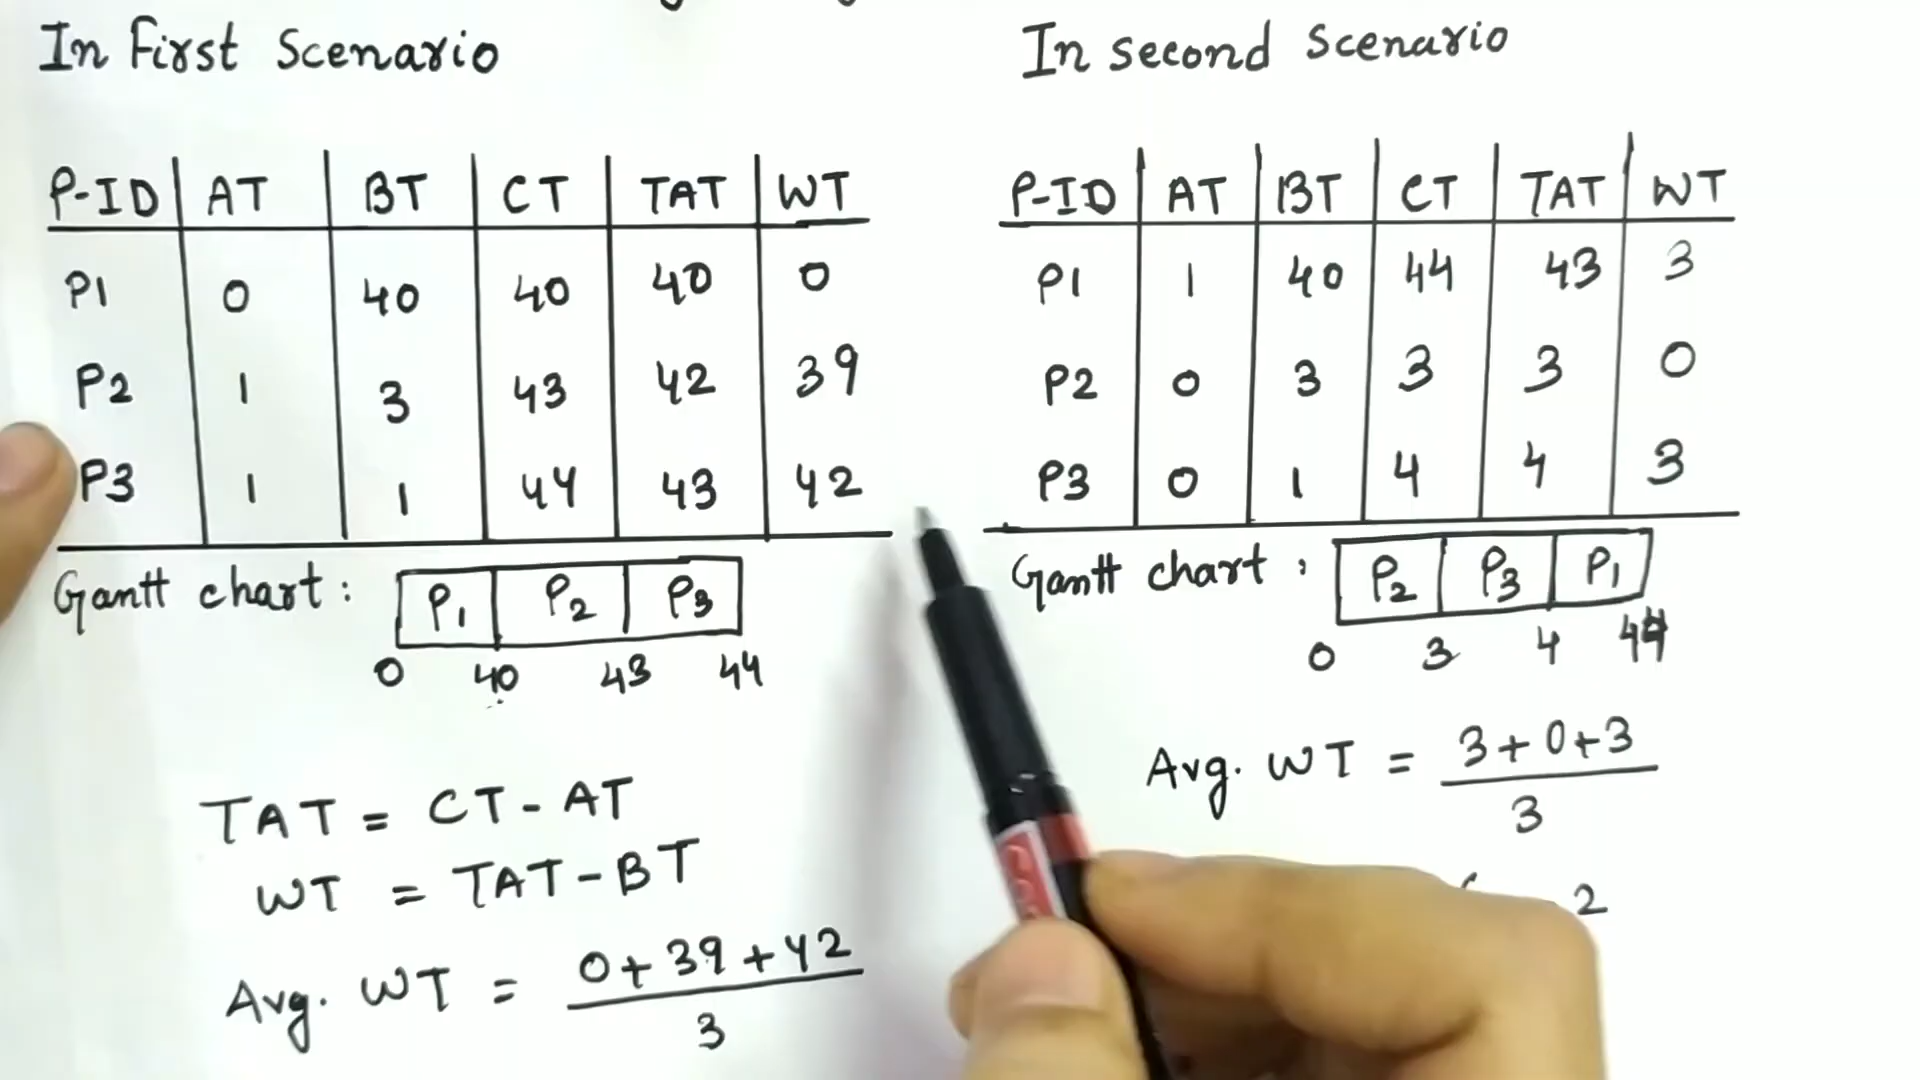 In First Scenario
P-ID AT BT CT TAT WT
P1 0 40 40 40 0
P2 1 3 43 42 39
P3 1 1 44 43 42
Gantt chart: P1 P2 P3
0 40 43 44
TAT = CT - AT
WT = TAT - BT
Avg. WT = 0 + 39 + 42
3
In second Scenario
P-ID AT BT CT TAT WT
P1 1 40 44 43 3
P2 0 3 3 3 0
P3 0 1 4 4 3
Gantt chart : P2 P3 P1
0 3 4 44
Avg. WT = 3 + 0 + 3
3
2